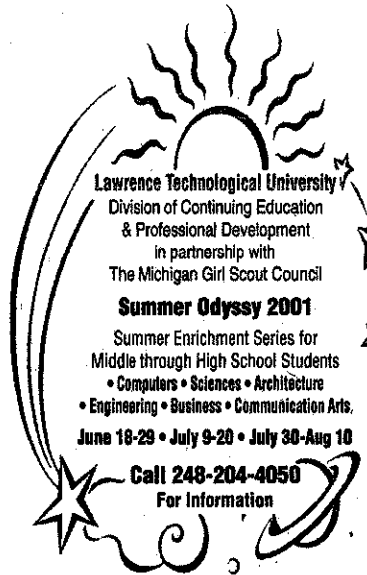 Lawrence Technological University
Division of Continuing Education
& Professional Development
in partnership with
The Michigan Girl Scout Council
Summer Odyssy 2001
Summer Enrichment Series for
Middle through High School Students
• Computers • Sciences • Architecture
• Engineering • Business • Communication Arts
June 18-29 • July 9-20 • July 30-Aug 10
Call 248-204-4050
For Information